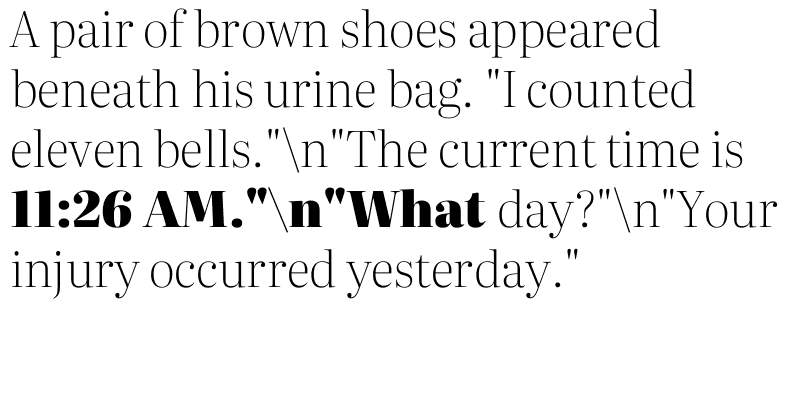 A pair of brown shoes appeared
beneath his urine bag. "I counted
eleven bells."\n"The current time is
11:26 AM."\n"What day?"\n"Your
injury occurred yesterday."